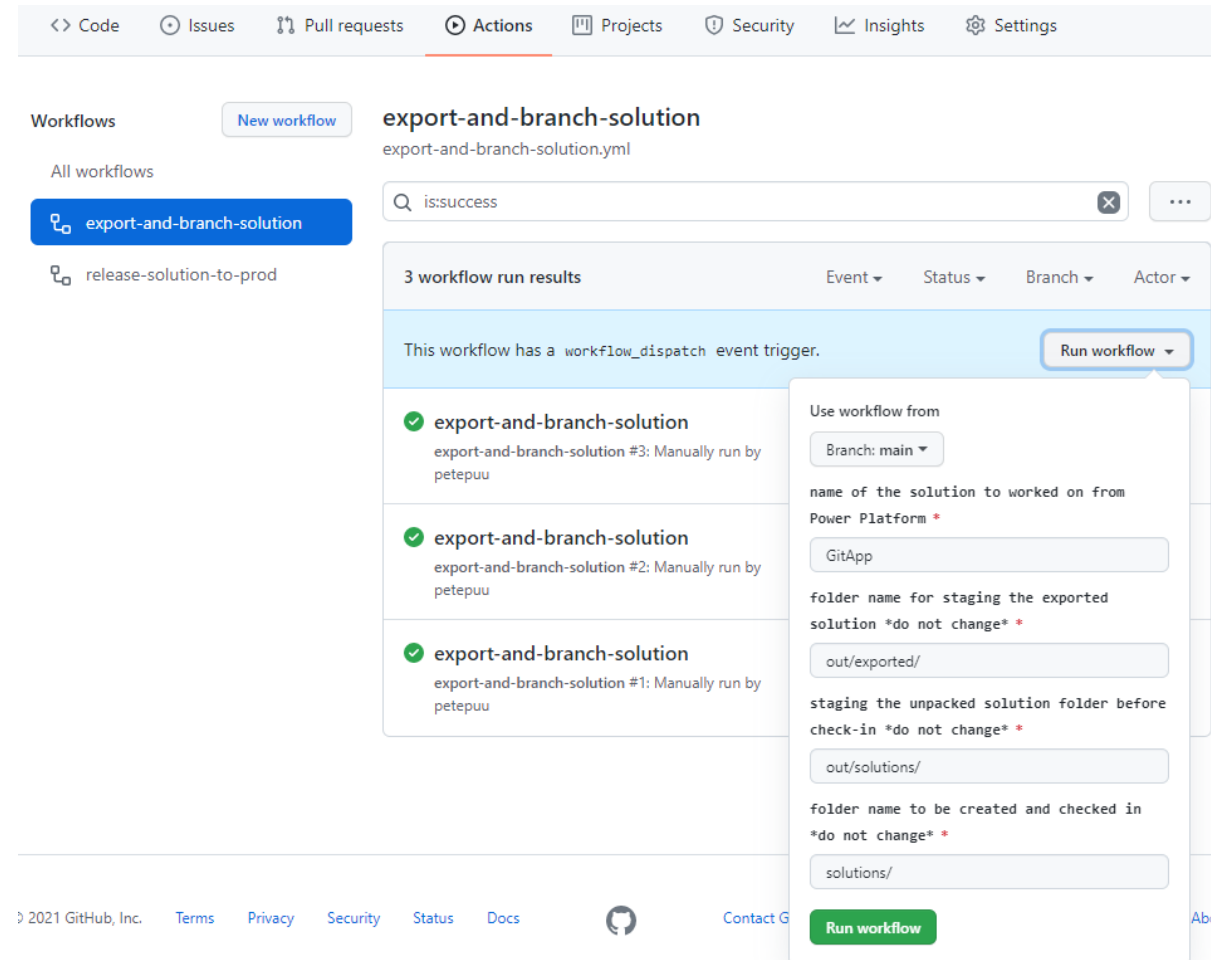 Code Issues Pull requests Actions Projects Security Insights Settings
Workflows
New workflow
All workflows
export-and-branch-solution
release-solution-to-prod
export-and-branch-solution
export-and-branch-solution.yml
is:success
...
3 workflow run results
Event Status Branch Actor
This workflow has a workflow_dispatch event trigger.
Run workflow
export-and-branch-solution
export-and-branch-solution #3: Manually run by
petepuu
export-and-branch-solution
export-and-branch-solution #2: Manually run by
petepuu
export-and-branch-solution
export-and-branch-solution #1: Manually run by
petepuu
Use workflow from
Branch: main
name of the solution to worked on from
Power Platform *
GitApp
folder name for staging the exported
solution *do not change* *
out/exported/
staging the unpacked solution folder before
check-in *do not change* *
out/solutions/
folder name to be created and checked in
*do not change* *
solutions/
Run workflow
© 2021 GitHub, Inc. Terms Privacy Security Status Docs Contact